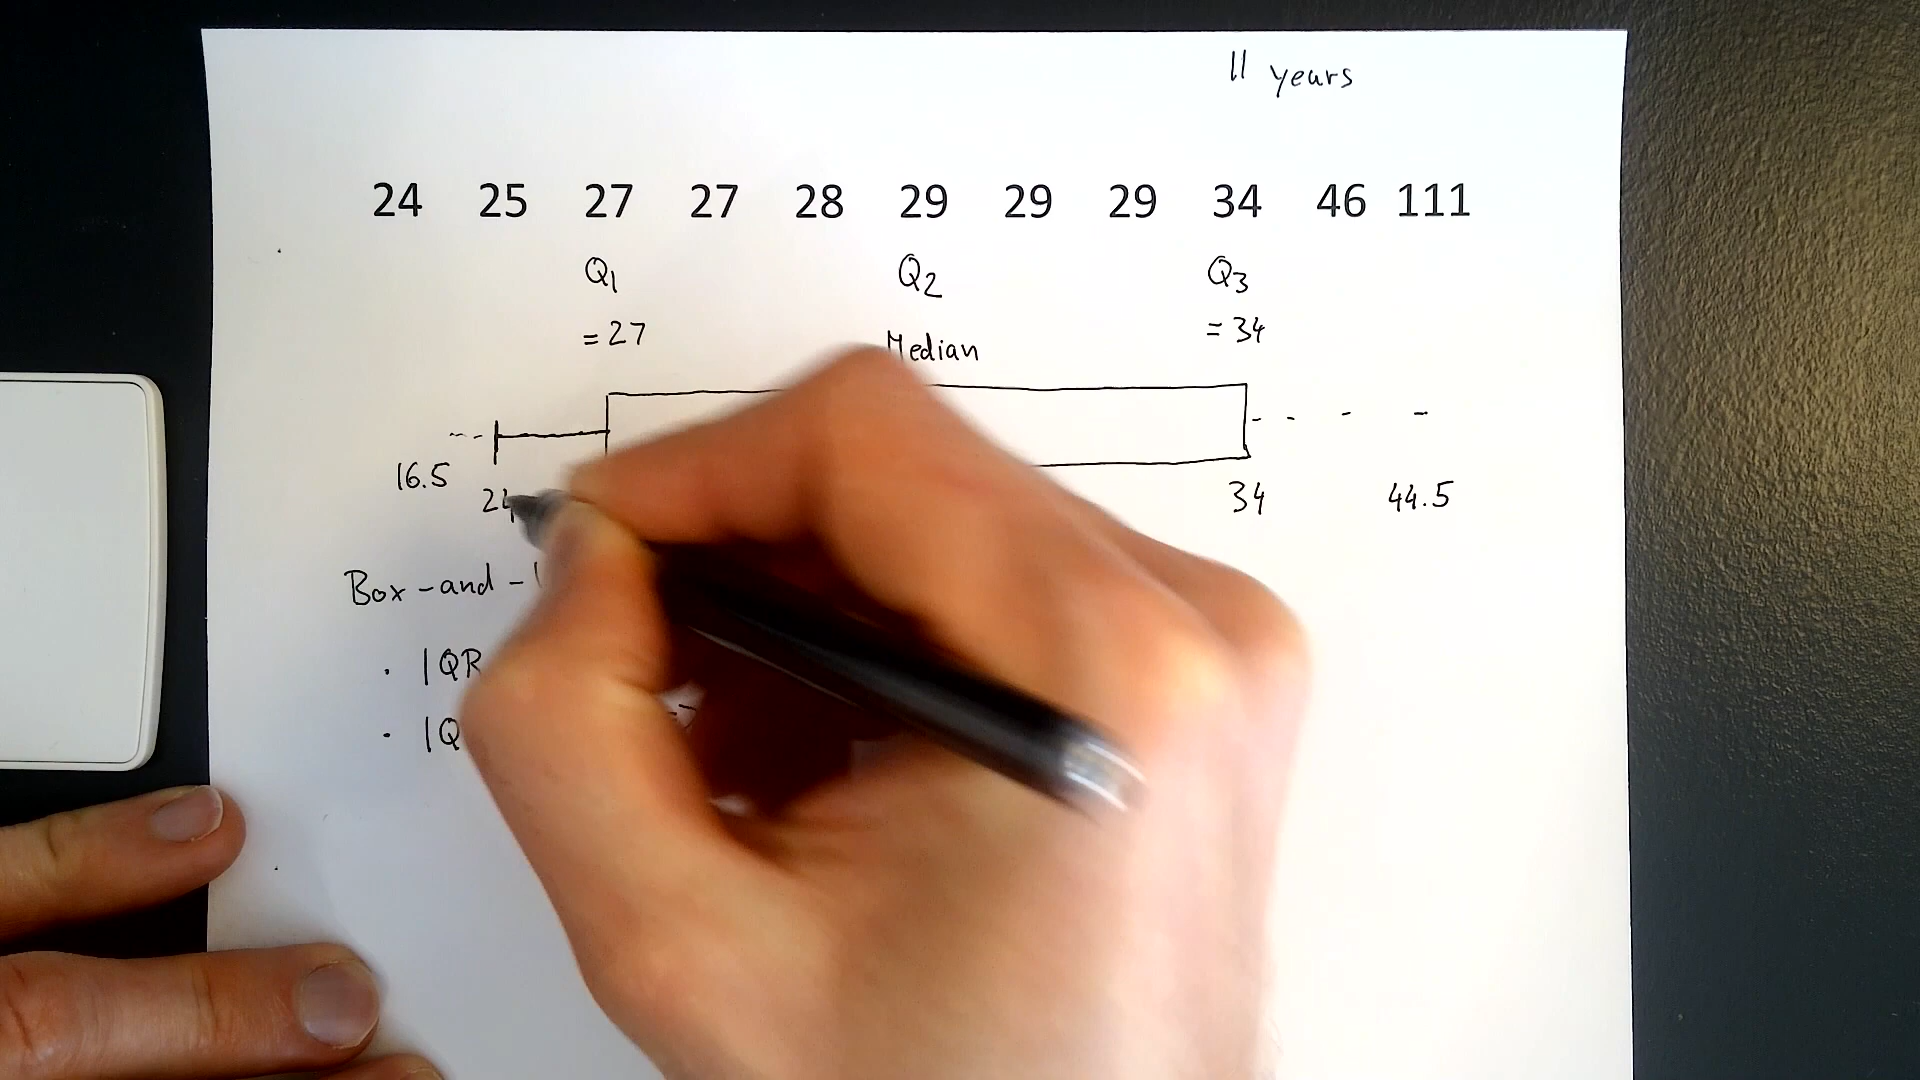 11 years
24 25 27 27 28 29 29 29 34 46 111
Q1 Q2 Q3
= 27 = 34
Median
16.5
24 34 44.5
Box-and-
· IQR
· IQ